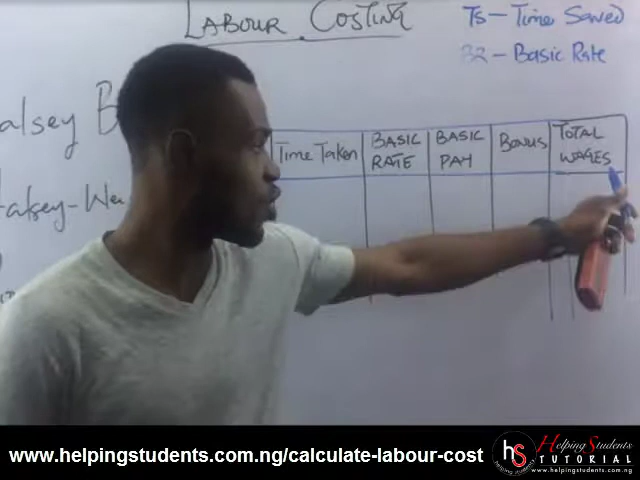 LABOUR COSTING
TS - Time Saved
- Basic Rate
alsey B
alsey-We
Time Taken
BASIC
RATE
BASIC
PAY
BONUS
TOTAL
WAGES
www.helpingstudents.com.ng/calculate-labour-cost
hS
Helping Students
TUTORIAL
www.helpingstudents.com.ng